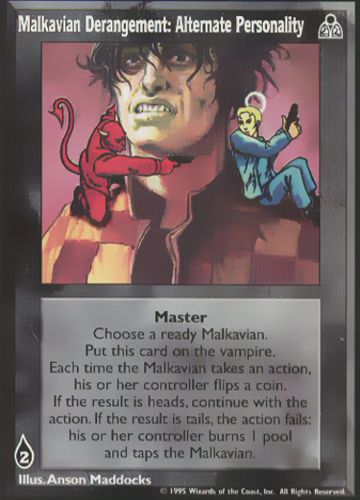 Malkavian Derangement: Alternate Personality
Master
Choose a ready Malkavian.
Put this card on the vampire.
Each time the Malkavian takes an action,
his or her controller flips a coin.
If the result is heads, continue with the
action. If the result is tails, the action fails;
his or her controller burns 1 pool
and taps the Malkavian.
2
Illus. Anson Maddocks
© 1995 Wizards of the Coast, Inc. All Rights Reserved.